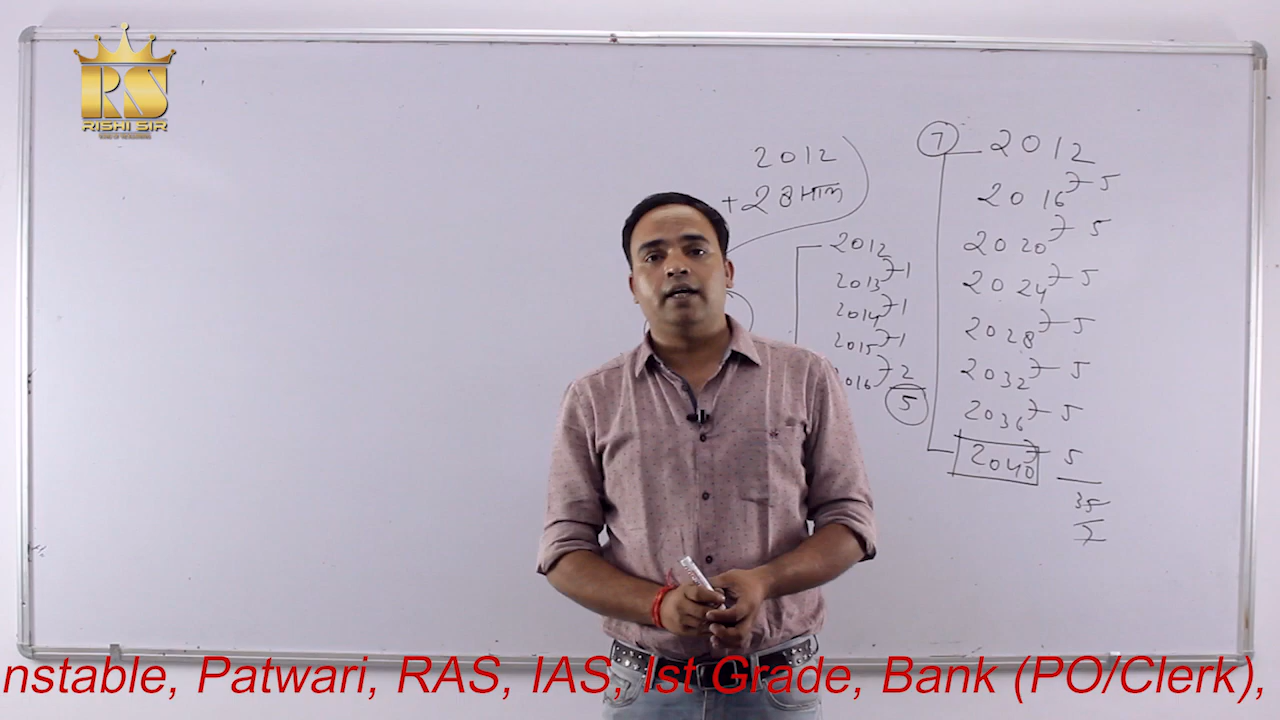 RS
RISHI SIR
2012
+ 28 साल
2012
2013 > 1
2014 > 1
2015 > 1
2016 > 2
5
7 2012
2016 > 5
2020 > 5
2024 > 5
2028 > 5
2032 > 5
2036 > 5
2040 > 5
35
7
nstable, Patwari, RAS, IAS, Ist Grade, Bank (PO/Clerk),